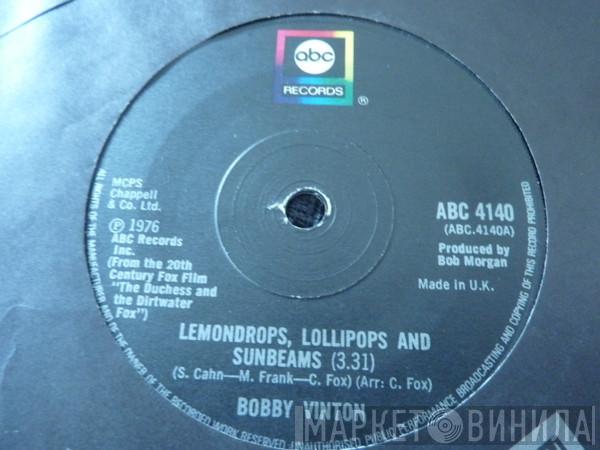 abc
RECORDS
®
MCPS
Chappell
& Co. Ltd.
Ⓟ 1976
ABC Records
Inc.
(From the 20th
Century Fox Film
"The Duchess and
the Dirtwater
Fox")
ABC 4140
(ABC.4140A)
Produced by
Bob Morgan
Made in U.K.
LEMONDROPS, LOLLIPOPS AND
SUNBEAMS (3.31)
(S. Cahn—M. Frank—C. Fox) (Arr: C. Fox)
BOBBY VINTON
ALL RIGHTS OF THE MANUFACTURER AND OF THE OWNER OF THE RECORDED WORK RESERVED. UNAUTHORISED PUBLIC PERFORMANCE BROADCASTING AND COPYING OF THIS RECORD PROHIBITED
МАРКЕТ ВИНИЛА